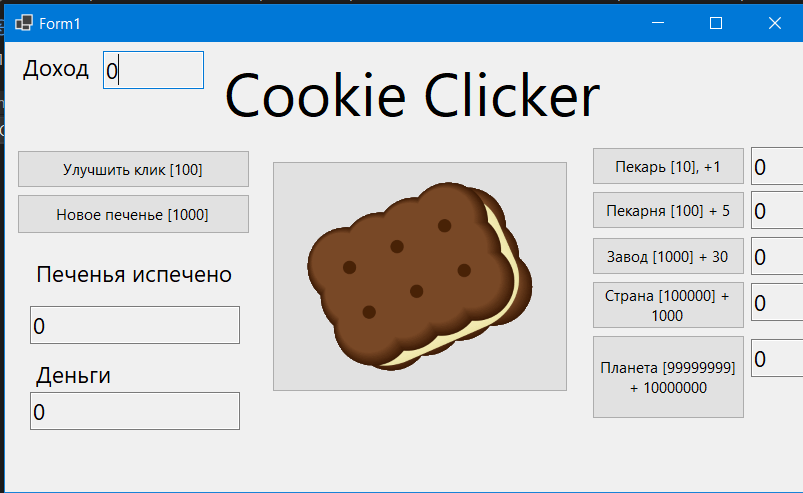 Form1
Доход 0
Cookie Clicker
Улучшить клик [100]
Новое печенье [1000]
Печенья испечено
0
Деньги
0
Пекарь [10], +1
0
Пекарня [100] + 5
0
Завод [1000] + 30
0
Страна [100000] +
1000
0
Планета [99999999]
+ 10000000
0